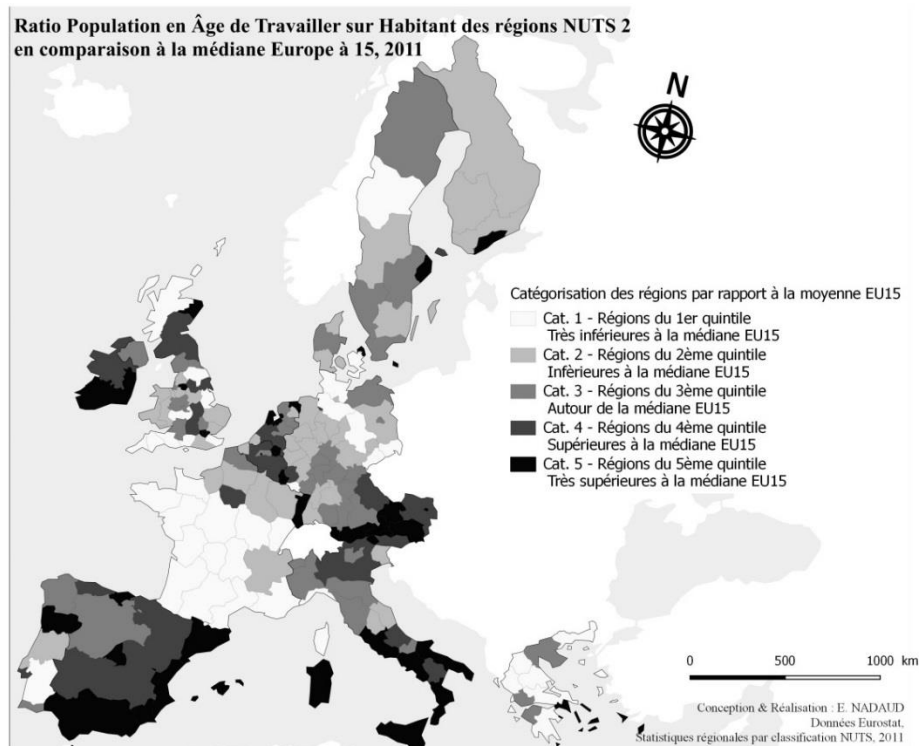 Ratio Population en Âge de Travailler sur Habitant des régions NUTS 2
en comparaison à la médiane Europe à 15, 2011
N
Catégorisation des régions par rapport à la moyenne EU15
Cat. 1 - Régions du 1er quintile
Très inférieures à la médiane EU15
Cat. 2 - Régions du 2ème quintile
Infèrieures à la médiane EU15
Cat. 3 - Régions du 3ème quintile
Autour de la médiane EU15
Cat. 4 - Régions du 4ème quintile
Supérieures à la médiane EU15
Cat. 5 - Régions du 5ème quintile
Très supérieures à la médiane EU15
0 500 1000 km
Conception & Réalisation : E. NADAUD
Données Eurostat,
Statistiques régionales par classification NUTS, 2011